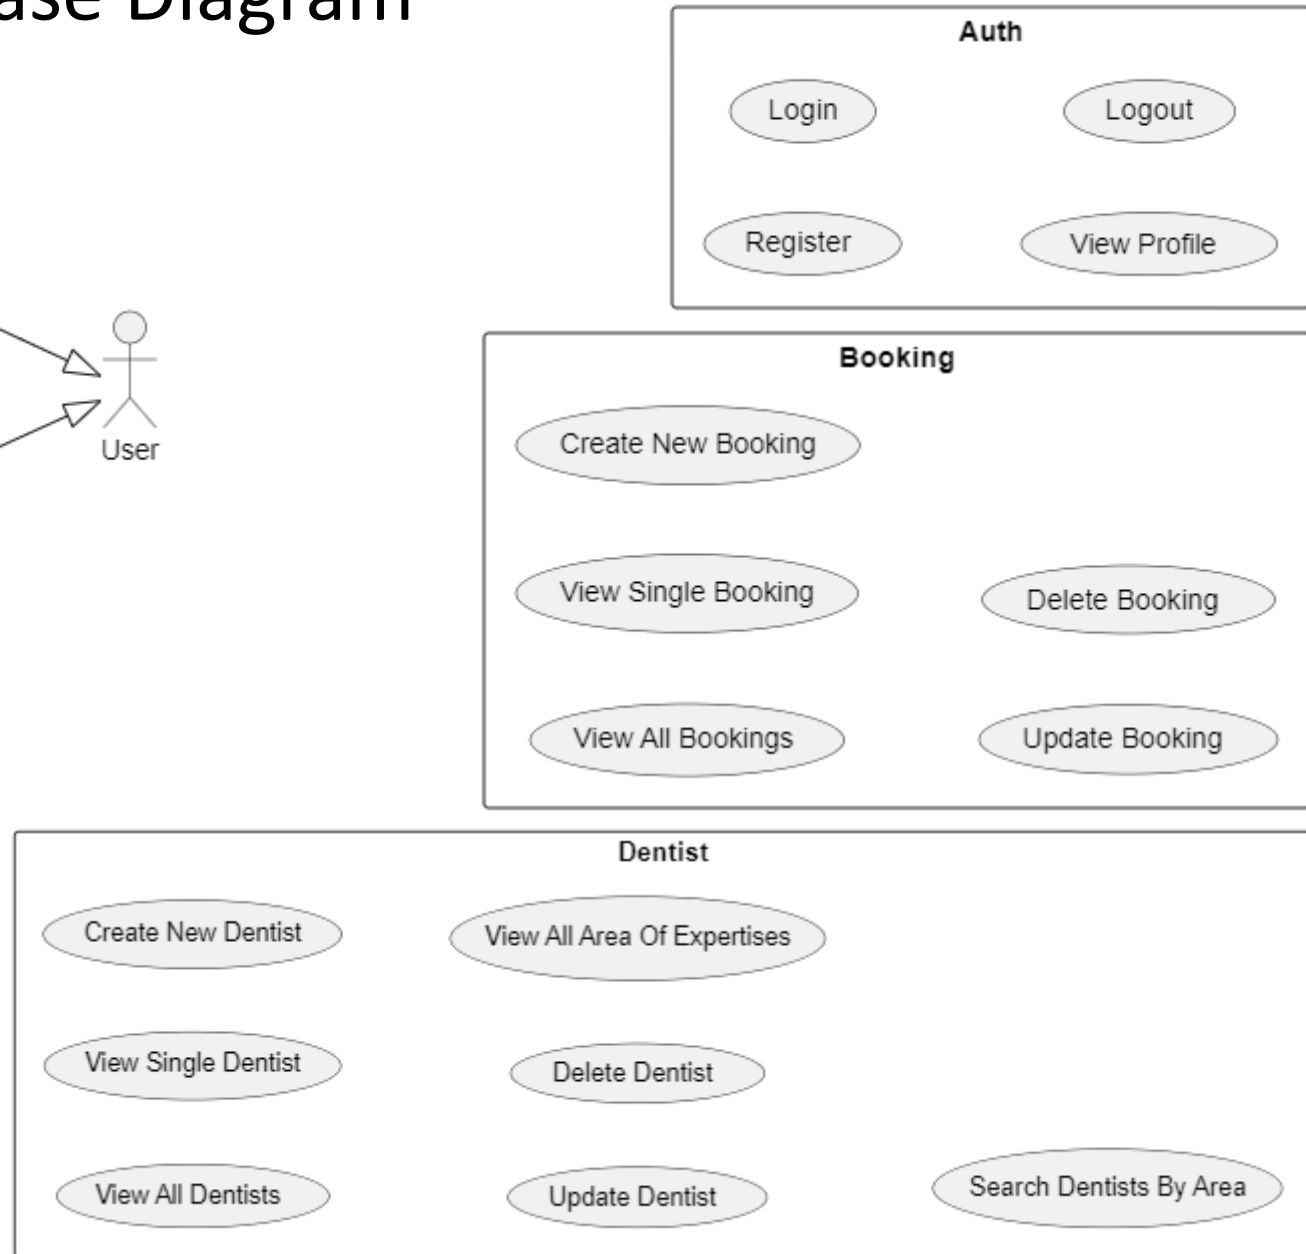 ase Diagram
Auth
Login
Logout
Register
View Profile
User
Booking
Create New Booking
View Single Booking
Delete Booking
View All Bookings
Update Booking
Dentist
Create New Dentist
View All Area Of Expertises
View Single Dentist
Delete Dentist
View All Dentists
Update Dentist
Search Dentists By Area